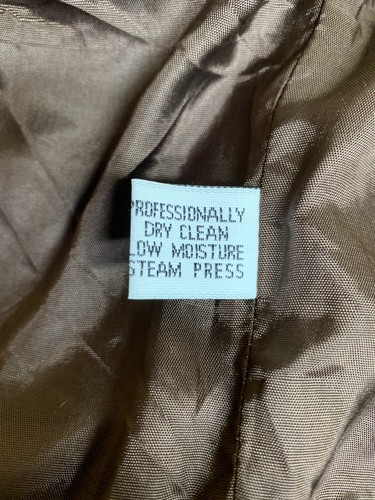 PROFESSIONALLY
DRY CLEAN
LOW MOISTURE
STEAM PRESS